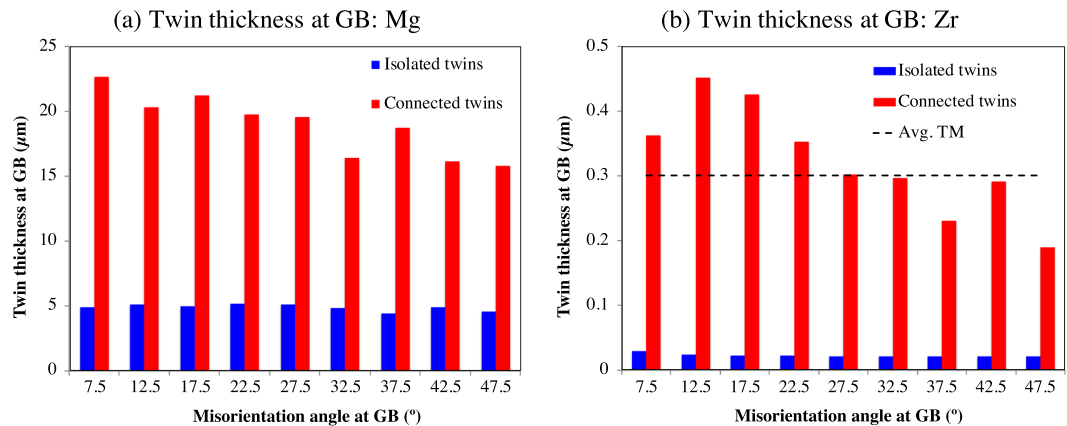 (a) Twin thickness at GB: Mg
25
20
15
10
5
0
Twin thickness at GB (µm)
Isolated twins
Connected twins
7.5 12.5 17.5 22.5 27.5 32.5 37.5 42.5 47.5
Misorientation angle at GB (º)
(b) Twin thickness at GB: Zr
0.5
0.4
0.3
0.2
0.1
0
Twin thickness at GB (µm)
Isolated twins
Connected twins
Avg. TM
7.5 12.5 17.5 22.5 27.5 32.5 37.5 42.5 47.5
Misorientation angle at GB (º)